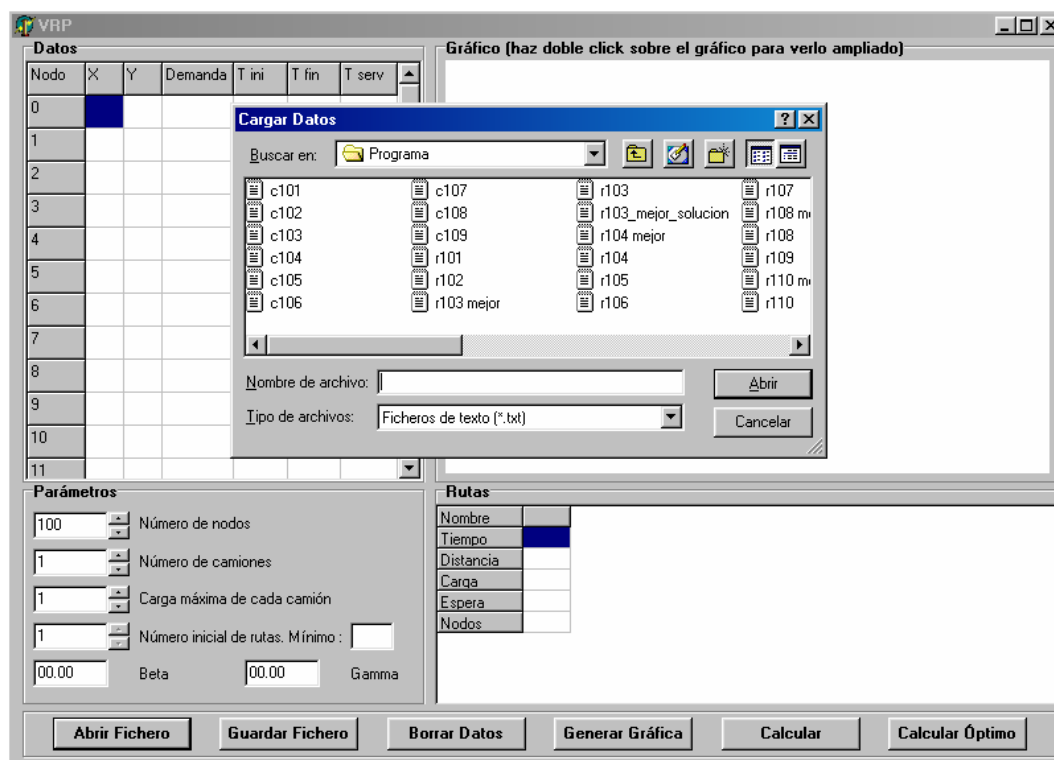 VRP
Datos
Nodo X Y Demanda T ini T fin T serv
0
1
2
3
4
5
6
7
8
9
10
11
Gráfico (haz doble click sobre el gráfico para verlo ampliado)
Cargar Datos
Buscar en: Programa
c101
c102
c103
c104
c105
c106
c107
c108
c109
r101
r102
r103 mejor
r103
r103_mejor_solucion
r104 mejor
r104
r105
r106
r107
r108
r108
r109
r110
r110
Nombre de archivo:
Abrir
Tipo de archivos: Ficheros de texto (*.txt)
Cancelar
Parámetros
100 Número de nodos
1 Número de camiones
1 Carga máxima de cada camión
1 Número inicial de rutas. Mínimo :
00.00 Beta 00.00 Gamma
Rutas
Nombre
Tiempo
Distancia
Carga
Espera
Nodos
Abrir Fichero Guardar Fichero Borrar Datos Generar Gráfica Calcular Calcular Óptimo